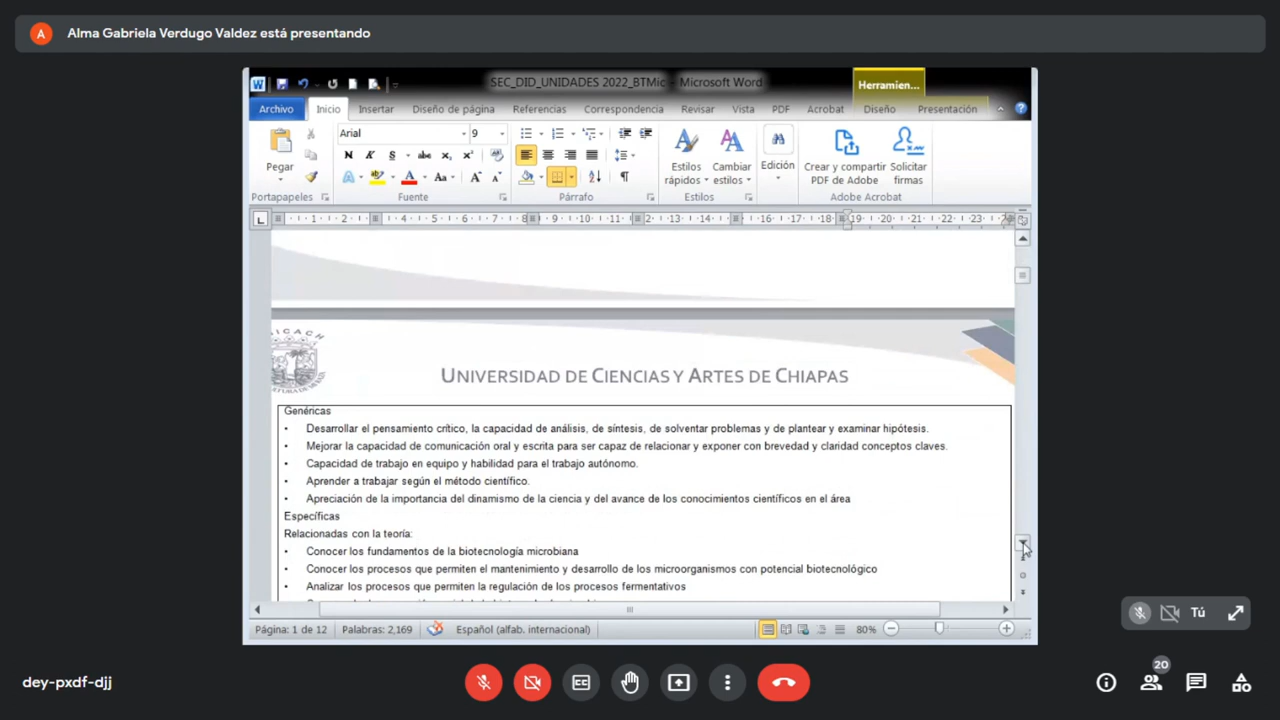 A Alma Gabriela Verdugo Valdez está presentando
SEC_DID_UNIDADES 2022_BTMic - Microsoft Word
Herramien...
Archivo Inicio Insertar Diseño de página Referencias Correspondencia Revisar Vista PDF Acrobat Diseño Presentación
Arial 9
Pegar
Estilos rápidos
Cambiar estilos
Edición
Crear y compartir PDF de Adobe
Solicitar firmas
Portapapeles Fuente Párrafo Estilos Adobe Acrobat
UNIVERSIDAD DE CIENCIAS Y ARTES DE CHIAPAS
Genéricas
• Desarrollar el pensamiento crítico, la capacidad de análisis, de síntesis, de solventar problemas y de plantear y examinar hipótesis.
• Mejorar la capacidad de comunicación oral y escrita para ser capaz de relacionar y exponer con brevedad y claridad conceptos claves.
• Capacidad de trabajo en equipo y habilidad para el trabajo autónomo.
• Aprender a trabajar según el método científico.
• Apreciación de la importancia del dinamismo de la ciencia y del avance de los conocimientos científicos en el área
Específicas
Relacionadas con la teoría:
• Conocer los fundamentos de la biotecnología microbiana
• Conocer los procesos que permiten el mantenimiento y desarrollo de los microorganismos con potencial biotecnológico
• Analizar los procesos que permiten la regulación de los procesos fermentativos
Página: 1 de 12 Palabras: 2,169 Español (alfab. internacional) 80%
Tú
dey-pxdf-djj
20